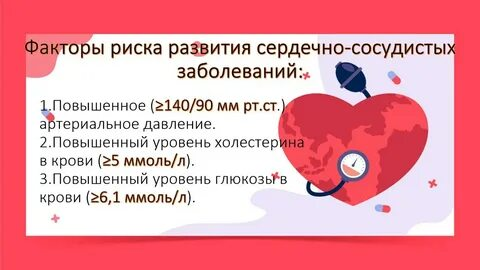 Факторы риска развития сердечно-сосудистых
заболеваний:
1.Повышенное (≥140/90 мм рт.ст.)
артериальное давление.
2.Повышенный уровень холестерина
в крови (≥5 ммоль/л).
3.Повышенный уровень глюкозы в
крови (≥6,1 ммоль/л).